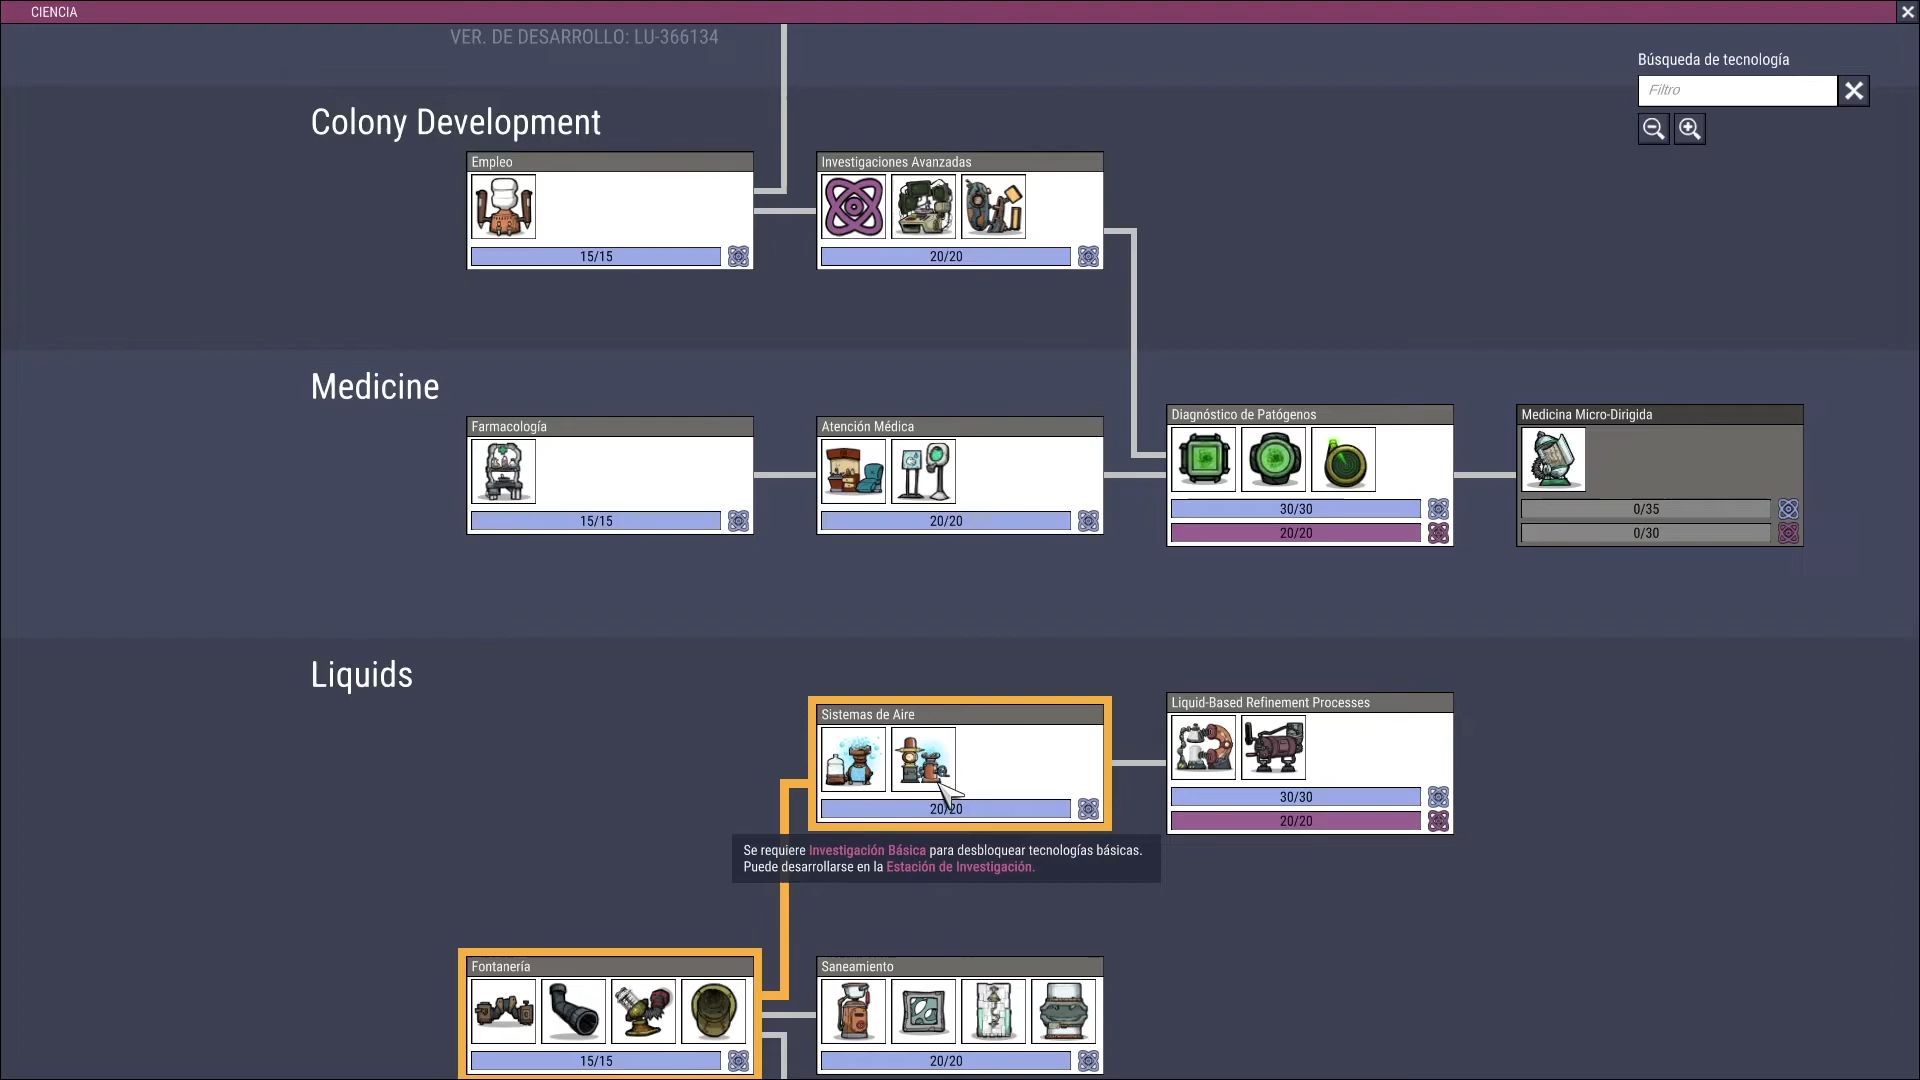 CIENCIA
VER. DE DESARROLLO: LU-366134
Búsqueda de tecnología
Filtro
Colony Development
Empleo
Investigaciones Avanzadas
15/15
20/20
Medicine
Farmacología
Atención Médica
Diagnóstico de Patógenos
Medicina Micro-Dirigida
15/15
20/20
30/30
0/35
20/20
0/30
Liquids
Sistemas de Aire
Liquid-Based Refinement Processes
20/20
30/30
20/20
Se requiere Investigación Básica para desbloquear tecnologías básicas.
Puede desarrollarse en la Estación de Investigación.
Fontanería
Saneamiento
15/15
20/20